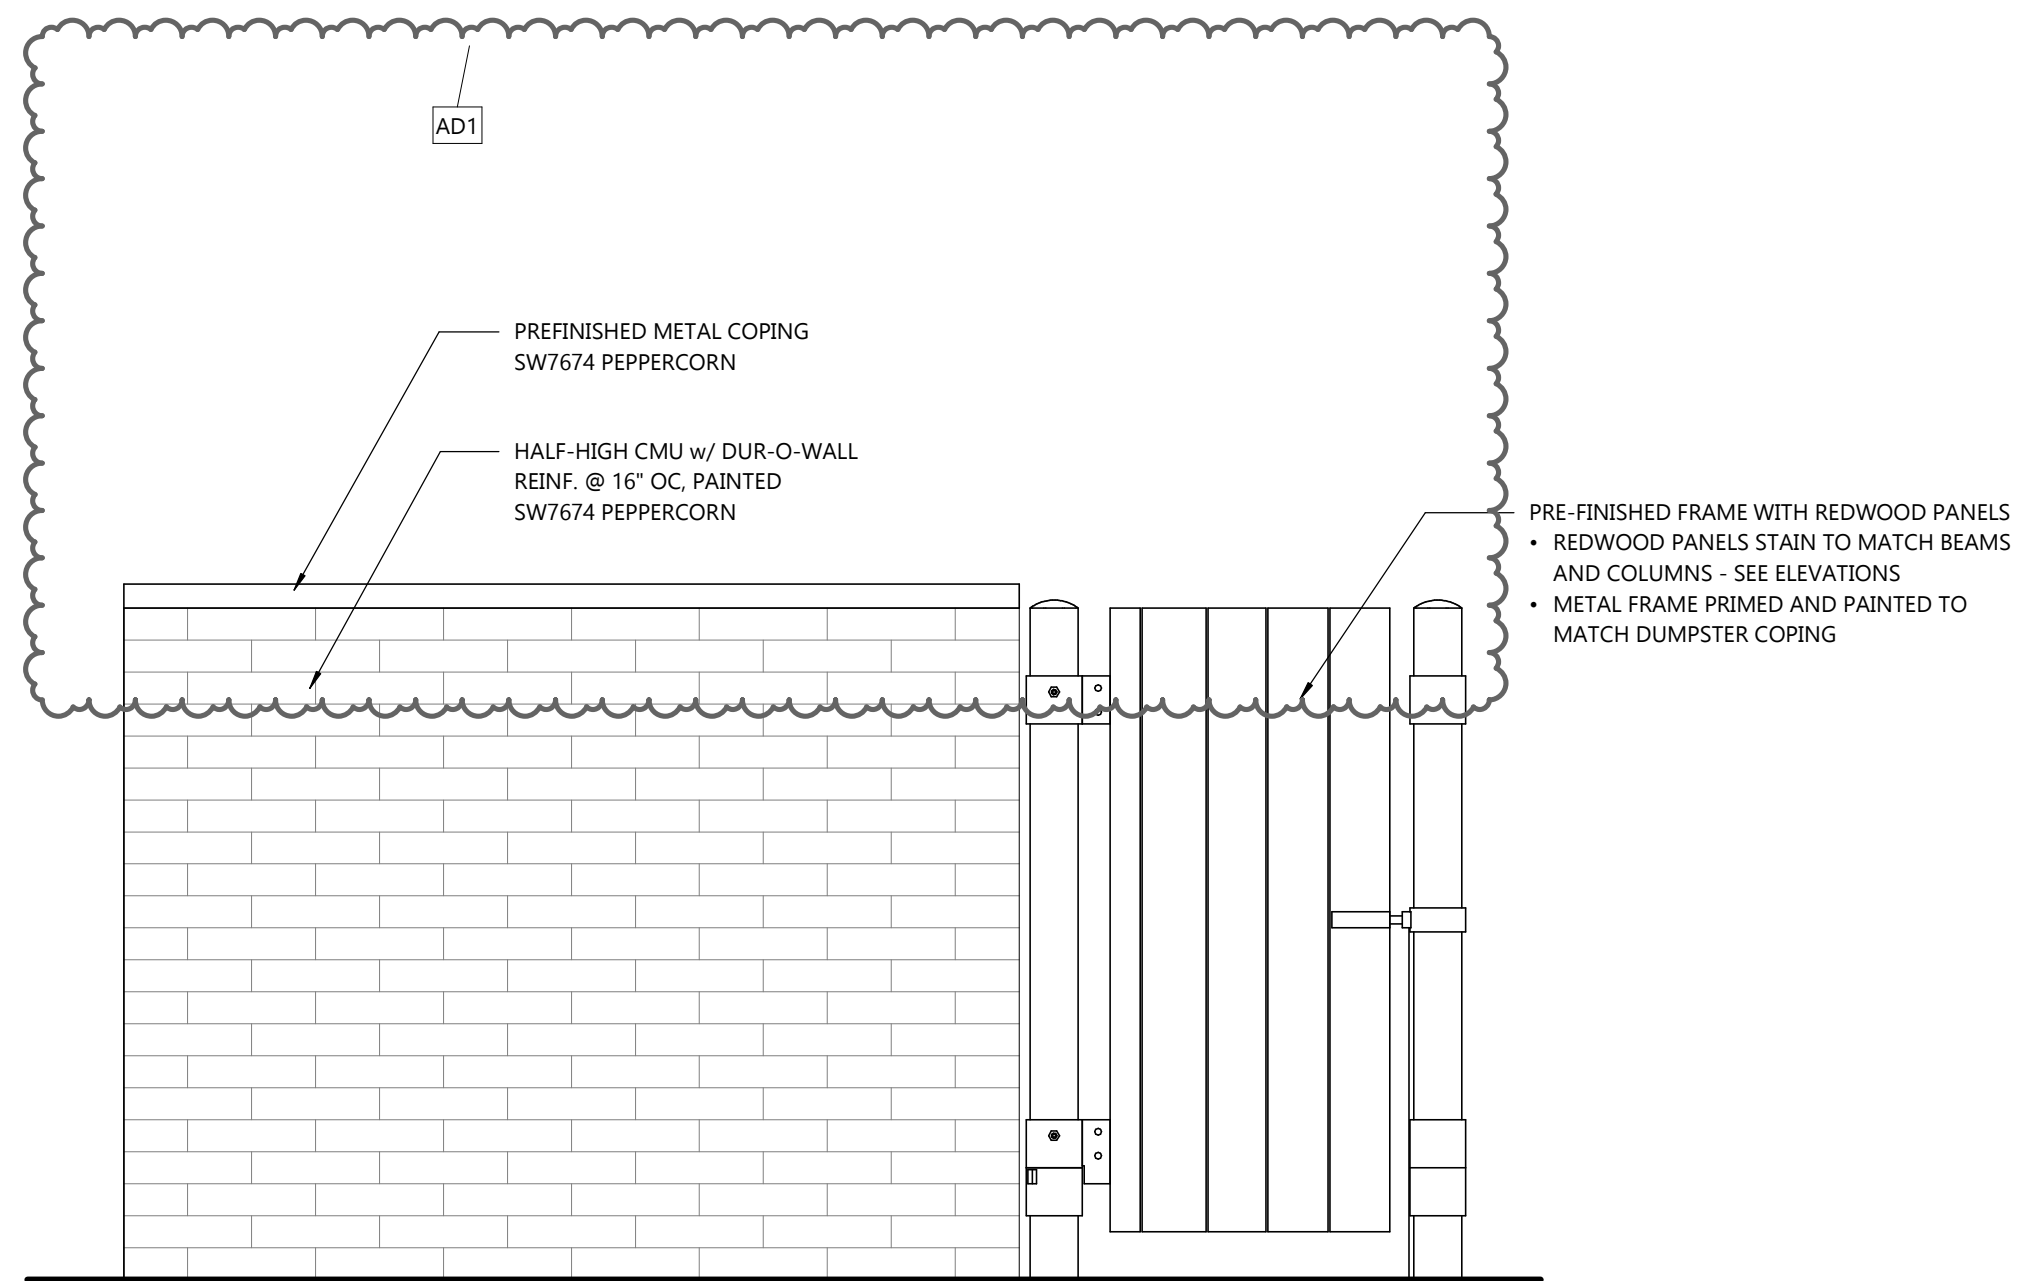 AD1
PREFINISHED METAL COPING
SW7674 PEPPERCORN
HALF-HIGH CMU w/ DUR-O-WALL
REINF. @ 16" OC, PAINTED
SW7674 PEPPERCORN
PRE-FINISHED FRAME WITH REDWOOD PANELS
• REDWOOD PANELS STAIN TO MATCH BEAMS
AND COLUMNS - SEE ELEVATIONS
• METAL FRAME PRIMED AND PAINTED TO
MATCH DUMPSTER COPING